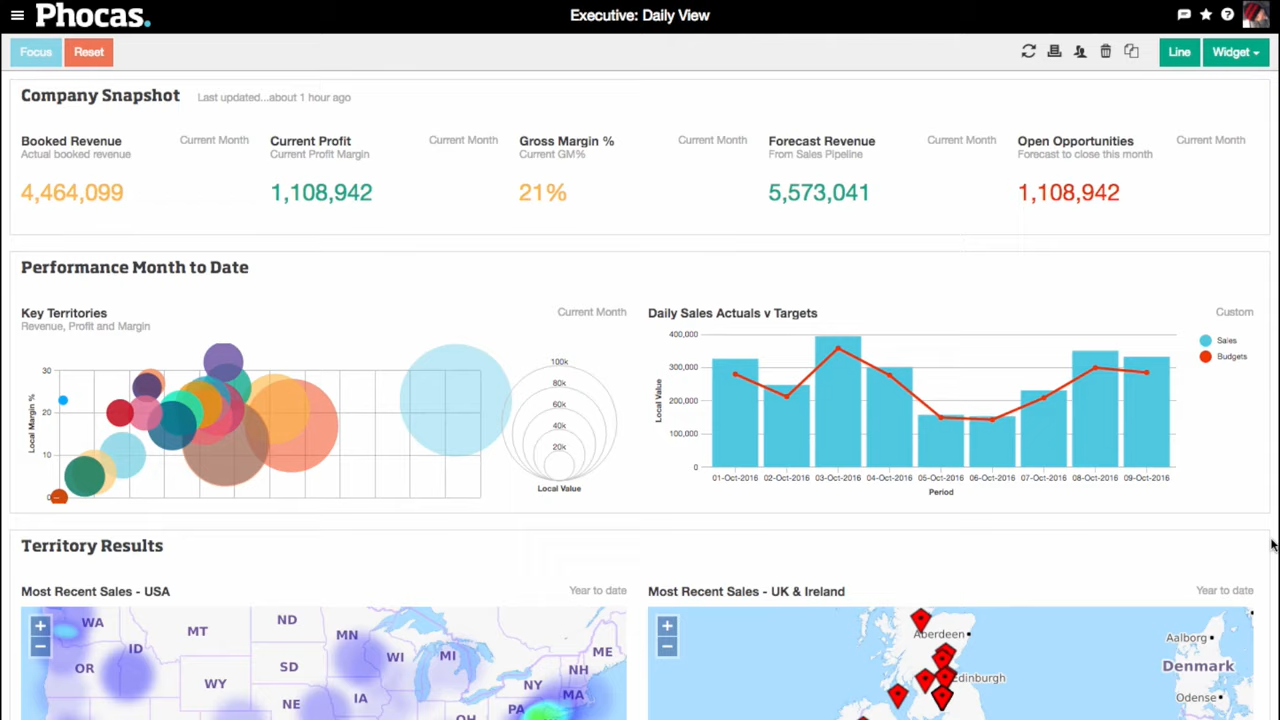 Phocas.
Executive: Daily View
Focus
Reset
Line
Widget
Company Snapshot
Last updated...about 1 hour ago
Booked Revenue
Current Month
Actual booked revenue
4,464,099
Current Profit
Current Month
Current Profit Margin
1,108,942
Gross Margin %
Current Month
Current GM%
21%
Forecast Revenue
Current Month
From Sales Pipeline
5,573,041
Open Opportunities
Current Month
Forecast to close this month
1,108,942
Performance Month to Date
Key Territories
Current Month
Revenue, Profit and Margin
Local Margin %
30
20
10
0
100k
80k
60k
40k
20k
Local Value
Daily Sales Actuals v Targets
Custom
Local Value
400,000
300,000
200,000
100,000
0
01-Oct-2016
02-Oct-2016
03-Oct-2016
04-Oct-2016
05-Oct-2016
06-Oct-2016
07-Oct-2016
08-Oct-2016
09-Oct-2016
Period
Sales
Budgets
Territory Results
Most Recent Sales - USA
Year to date
+
−
WA
MT
ND
MN
OR
ID
SD
WI
MI
ME
WY
NH
NY
MA
NE
IA
PA
OH
Most Recent Sales - UK & Ireland
Year to date
+
−
Aberdeen
Edinburgh
Aalborg
Denmark
Odense